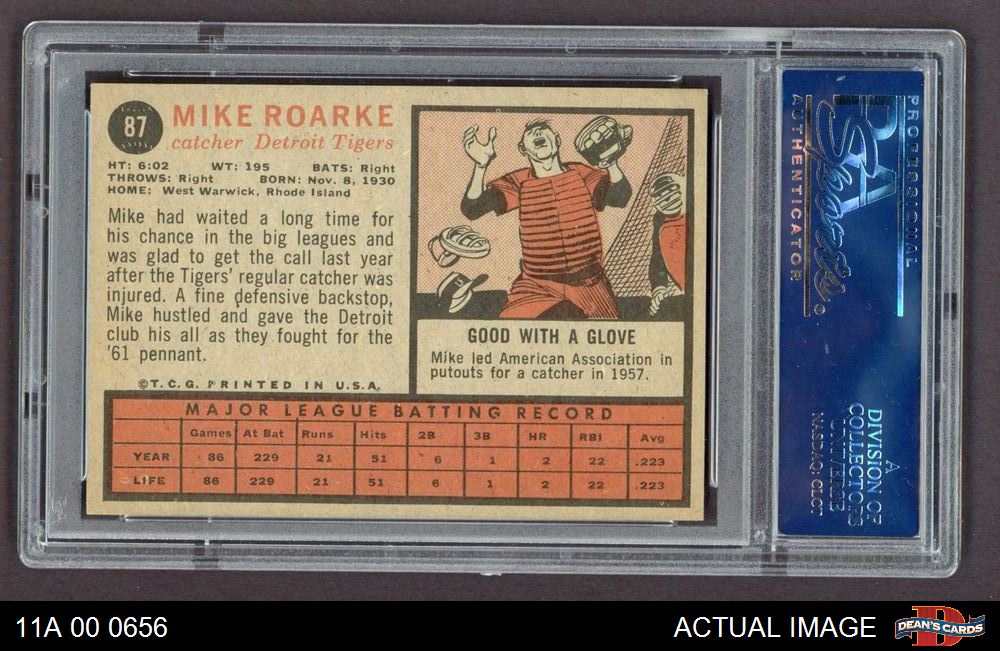 87
MIKE ROARKE
catcher Detroit Tigers
HT: 6:02 WT: 195 BATS: Right
THROWS: Right BORN: Nov. 8, 1930
HOME: West Warwick, Rhode Island
Mike had waited a long time for
his chance in the big leagues and
was glad to get the call last year
after the Tigers' regular catcher was
injured. A fine defensive backstop,
Mike hustled and gave the Detroit
club his all as they fought for the
'61 pennant.
©T.C.G. PRINTED IN U.S.A.
GOOD WITH A GLOVE
Mike led American Association in
putouts for a catcher in 1957.
MAJOR LEAGUE BATTING RECORD
Games At Bat Runs Hits 2B 3B HR RBI Avg
YEAR 86 229 21 51 6 1 2 22 .223
LIFE 86 229 21 51 6 1 2 22 .223
PROFESSIONAL
PSA
Sports
AUTHENTICATOR
A
DIVISION OF
COLLECTORS
UNIVERSE
NASDAQ: CLCT
11A 00 0656
ACTUAL IMAGE
D
DEAN'S CARDS